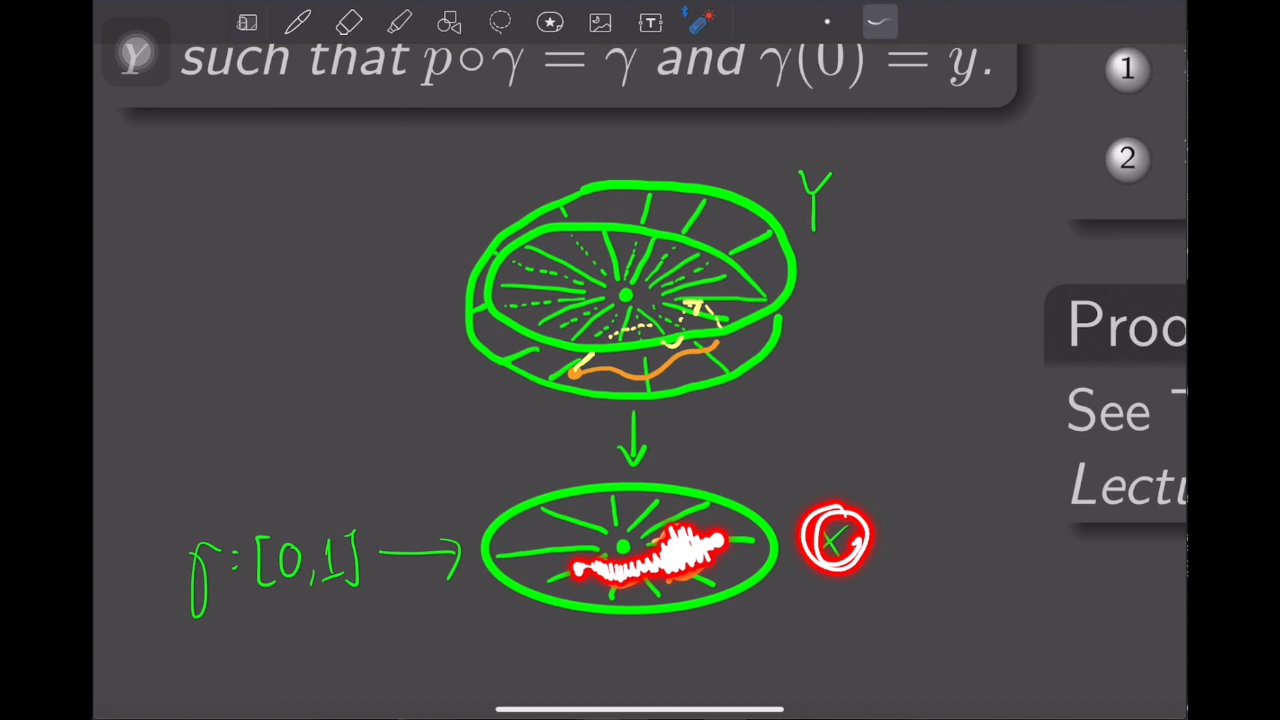 Y such that p∘γ = γ and γ(0) = y.
1
2
Y
Proo
See
Lectu
γ: [0,1] ⟶
X